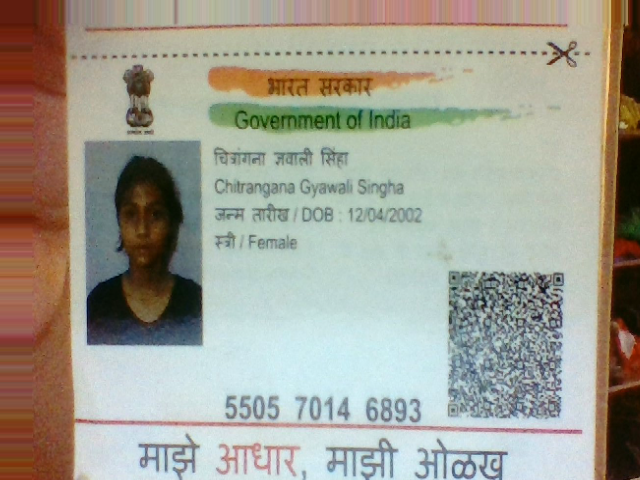 भारत सरकार
Government of India
चित्रांगना ज्ञवाली सिंहा
Chitrangana Gyawali Singha
जन्म तारीख / DOB : 12/04/2002
स्त्री / Female
5505 7014 6893
माझे आधार, माझी ओळख